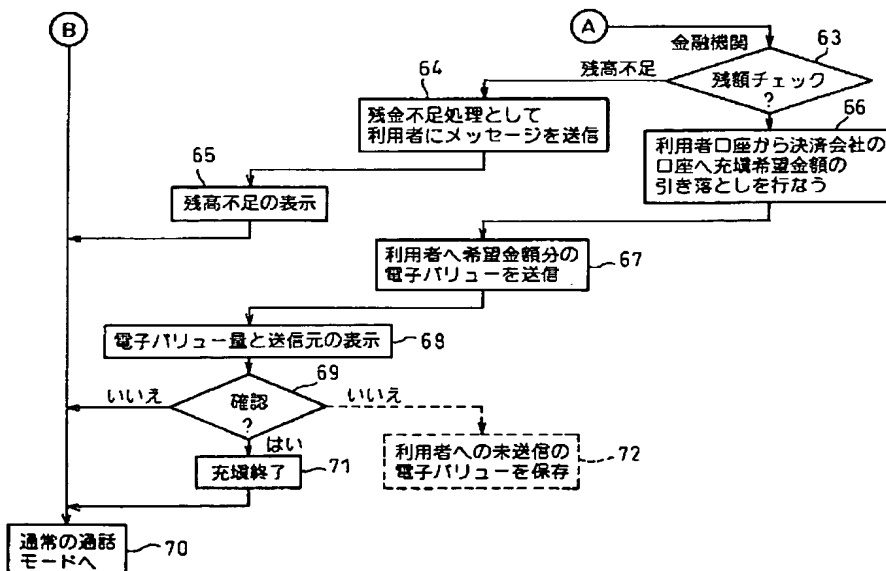 B
A
金融機関
63
残額チェック
?
残高不足
64
残金不足処理として
利用者にメッセージを送信
66
利用者口座から決済会社の
口座へ充填希望金額の
引き落としを行なう
65
残高不足の表示
利用者へ希望金額分の
電子バリューを送信
67
電子バリュー量と送信元の表示
68
69
確認
?
いいえ
いいえ
はい
充填終了
71
利用者への未送信の
電子バリューを保存
72
通常の通話
モードへ
70